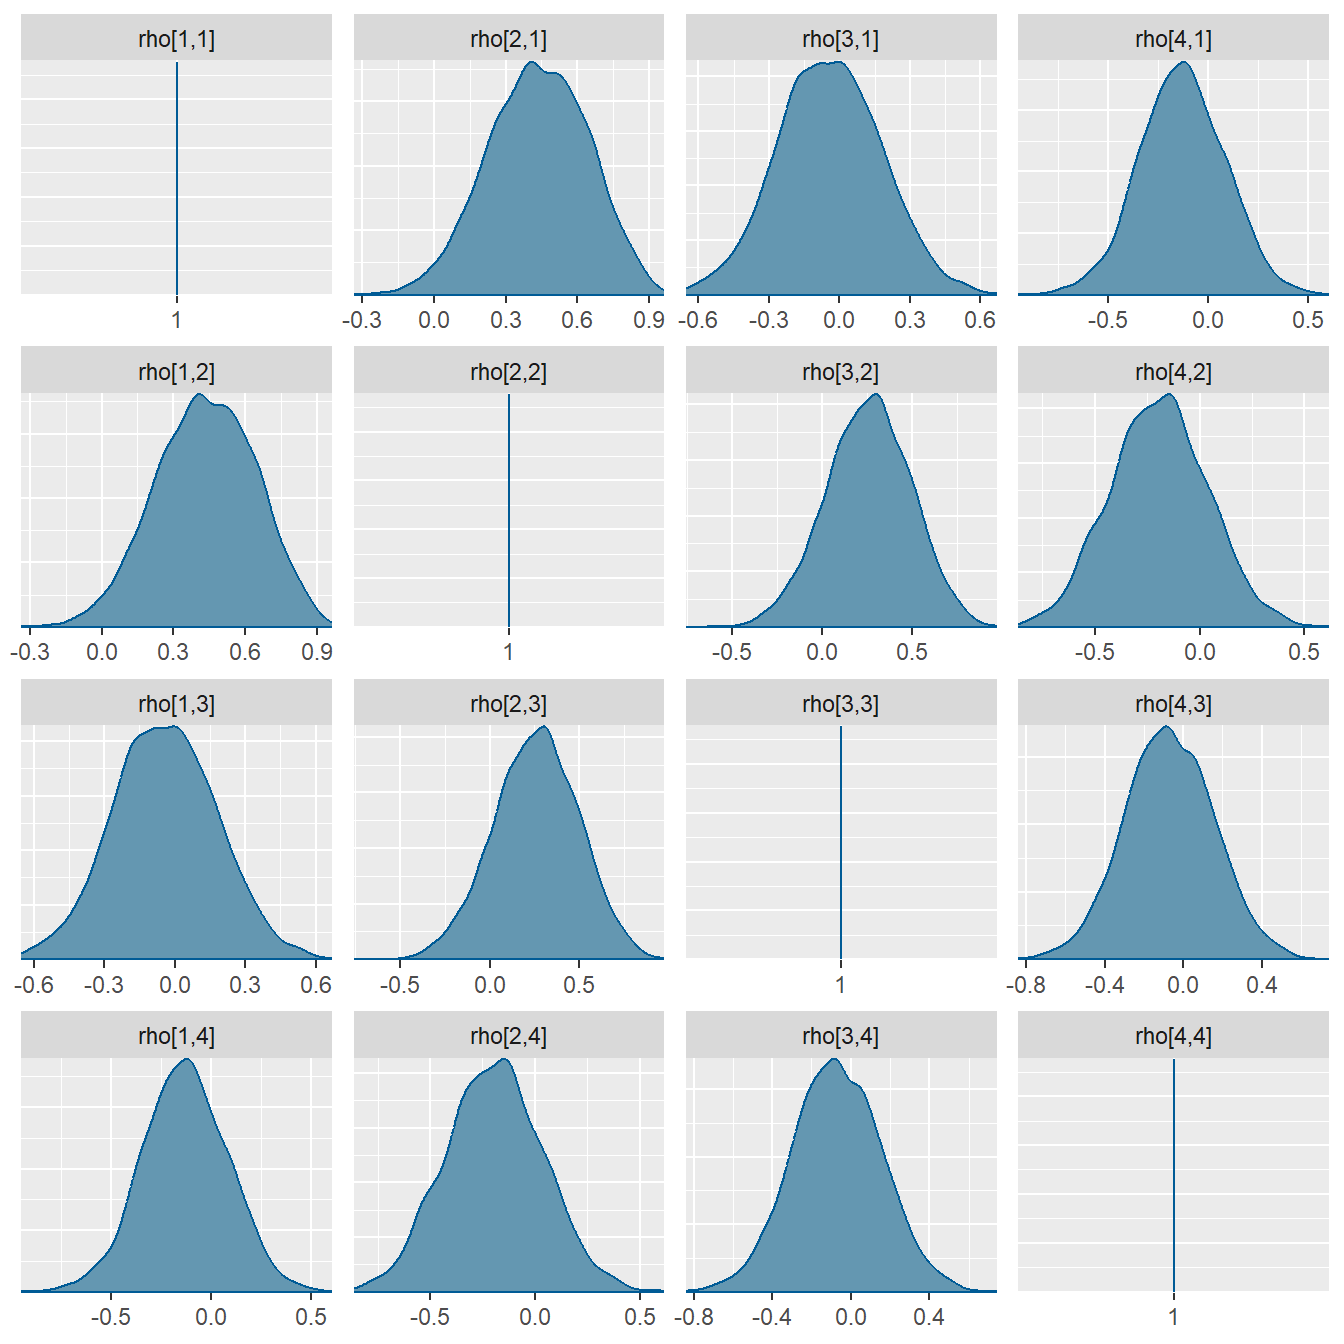 rho[1,1] rho[2,1] rho[3,1] rho[4,1]
1 -0.3 0.0 0.3 0.6 0.9 -0.6 -0.3 0.0 0.3 0.6 -0.5 0.0 0.5
rho[1,2] rho[2,2] rho[3,2] rho[4,2]
-0.3 0.0 0.3 0.6 0.9 1 -0.5 0.0 0.5 -0.5 0.0 0.5
rho[1,3] rho[2,3] rho[3,3] rho[4,3]
-0.6 -0.3 0.0 0.3 0.6 -0.5 0.0 0.5 1 -0.8 -0.4 0.0 0.4
rho[1,4] rho[2,4] rho[3,4] rho[4,4]
-0.5 0.0 0.5 -0.5 0.0 0.5 -0.8 -0.4 0.0 0.4 1